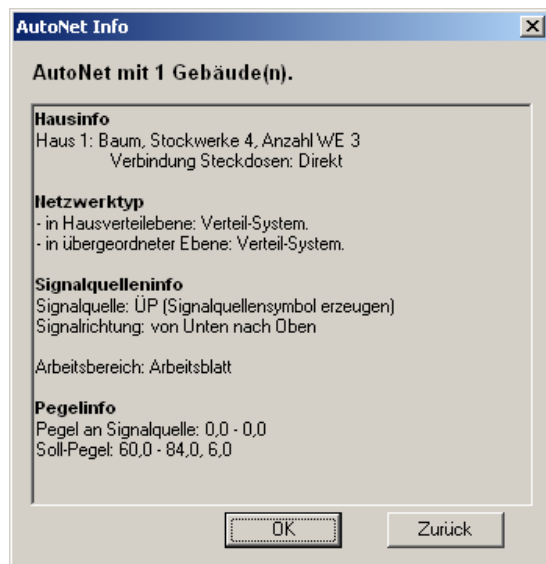 AutoNet Info
AutoNet mit 1 Gebäude(n).
Hausinfo
Haus 1: Baum, Stockwerke 4, Anzahl WE 3
Verbindung Steckdosen: Direkt
Netzwerktyp
- in Hausverteilebene: Verteil-System.
- in übergeordneter Ebene: Verteil-System.
Signalquelleninfo
Signalquelle: ÜP (Signalquellensymbol erzeugen)
Signalrichtung: von Unten nach Oben
Arbeitsbereich: Arbeitsblatt
Pegelinfo
Pegel an Signalquelle: 0,0 - 0,0
Soll-Pegel: 60,0 - 84,0, 6,0
OK
Zurück